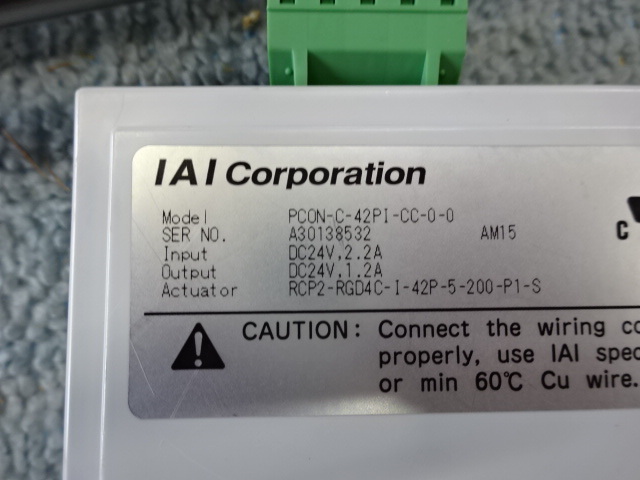 IAI Corporation
Model PCON-C-42PI-CC-0-0
SER NO. A30138532 AM15
Input DC24V,2.2A
Output DC24V,1.2A
Actuator RCP2-RGD4C-I-42P-5-200-P1-S
C
CAUTION: Connect the wiring co
properly, use IAI spec
or min 60℃ Cu wire.